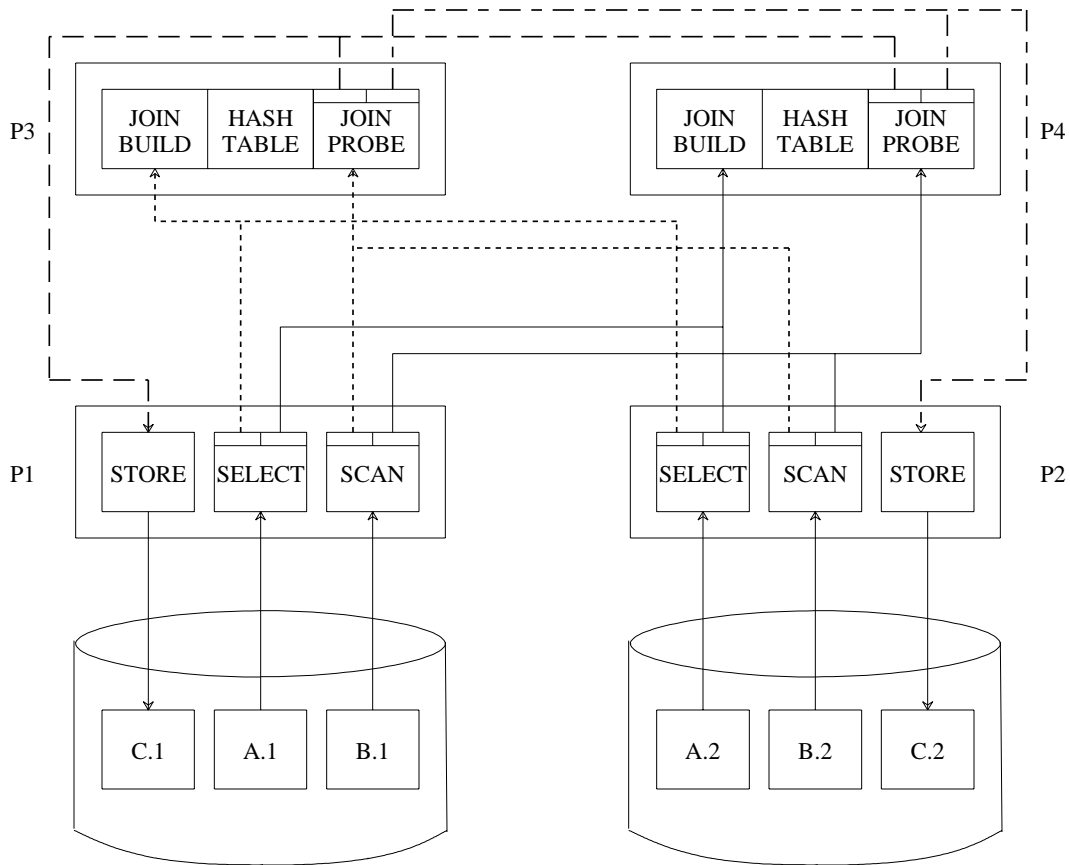 P3
JOIN
BUILD
HASH
TABLE
JOIN
PROBE
JOIN
BUILD
HASH
TABLE
JOIN
PROBE
P4
P1
STORE
SELECT
SCAN
SELECT
SCAN
STORE
P2
C.1
A.1
B.1
A.2
B.2
C.2